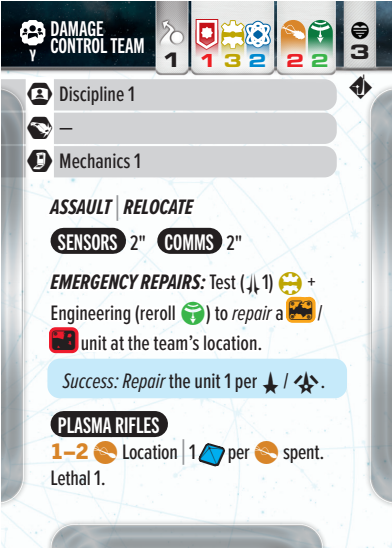 DAMAGE
CONTROL TEAM
γ
1
1 3 2
2 2
3
Discipline 1
–
Mechanics 1
ASSAULT | RELOCATE
SENSORS 2" COMMS 2"
EMERGENCY REPAIRS: Test ( 1) +
Engineering (reroll ) to repair a /
unit at the team's location.
Success: Repair the unit 1 per / .
PLASMA RIFLES
1–2 Location | 1 per spent.
Lethal 1.